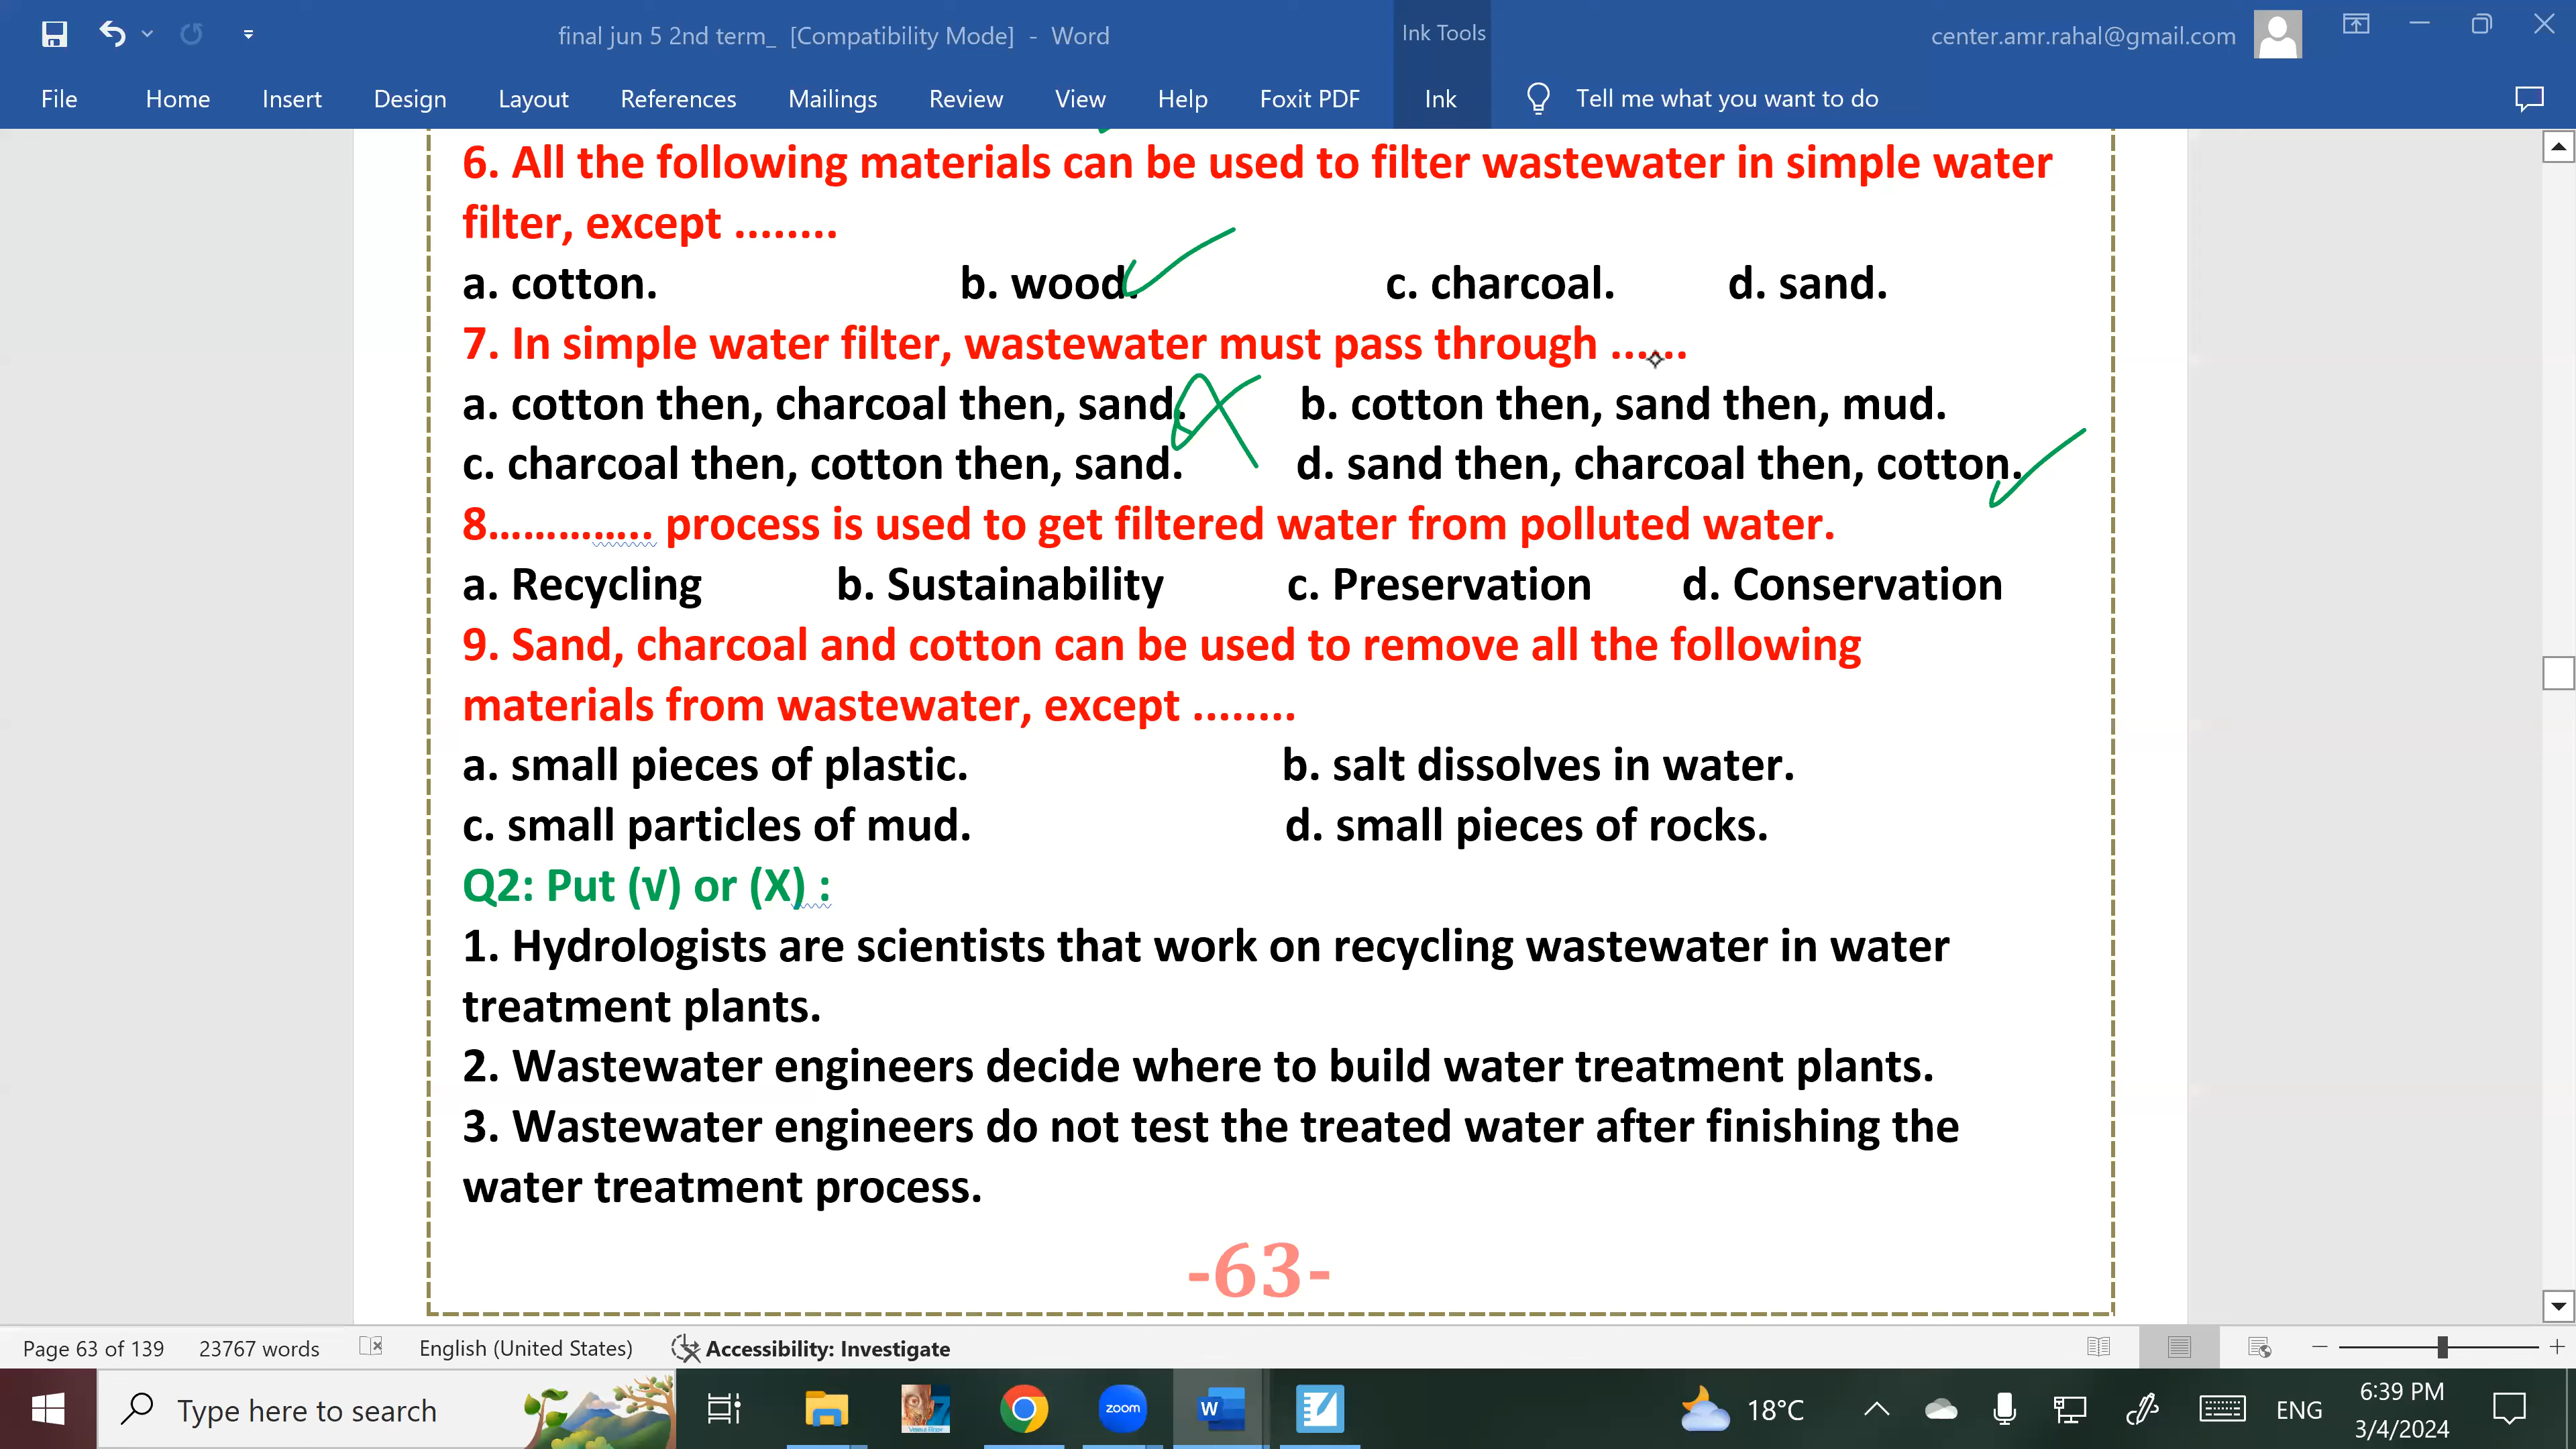 final jun 5 2nd term_ [Compatibility Mode] - Word
Ink Tools
center.amr.rahal@gmail.com
File Home Insert Design Layout References Mailings Review View Help Foxit PDF Ink Tell me what you want to do
6. All the following materials can be used to filter wastewater in simple water
filter, except ........
a. cotton. b. wood. c. charcoal. d. sand.
7. In simple water filter, wastewater must pass through ......
a. cotton then, charcoal then, sand. b. cotton then, sand then, mud.
c. charcoal then, cotton then, sand. d. sand then, charcoal then, cotton.
8.............. process is used to get filtered water from polluted water.
a. Recycling b. Sustainability c. Preservation d. Conservation
9. Sand, charcoal and cotton can be used to remove all the following
materials from wastewater, except ........
a. small pieces of plastic. b. salt dissolves in water.
c. small particles of mud. d. small pieces of rocks.
Q2: Put (√) or (X) :
1. Hydrologists are scientists that work on recycling wastewater in water
treatment plants.
2. Wastewater engineers decide where to build water treatment plants.
3. Wastewater engineers do not test the treated water after finishing the
water treatment process.
-63-
Page 63 of 139 23767 words English (United States) Accessibility: Investigate
Type here to search zoom W 18°C ENG 6:39 PM
3/4/2024